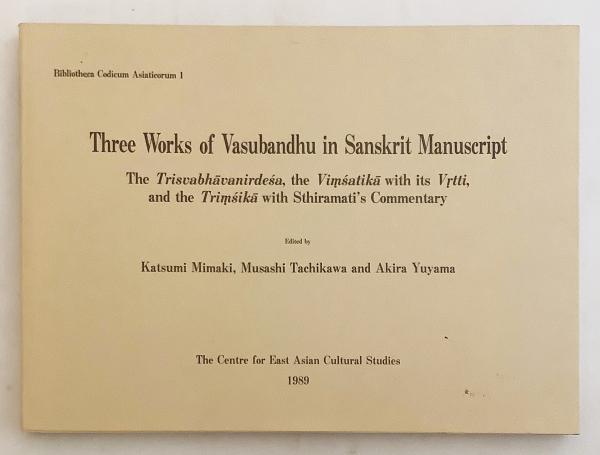 Bibliotheca Codicum Asiaticorum 1
Three Works of Vasubandhu in Sanskrit Manuscript
The Trisvabhāvanirdeśa, the Viṃśatikā with its Vṛtti,
and the Triṃśikā with Sthiramati's Commentary
Edited by
Katsumi Mimaki, Musashi Tachikawa and Akira Yuyama
The Centre for East Asian Cultural Studies
1989